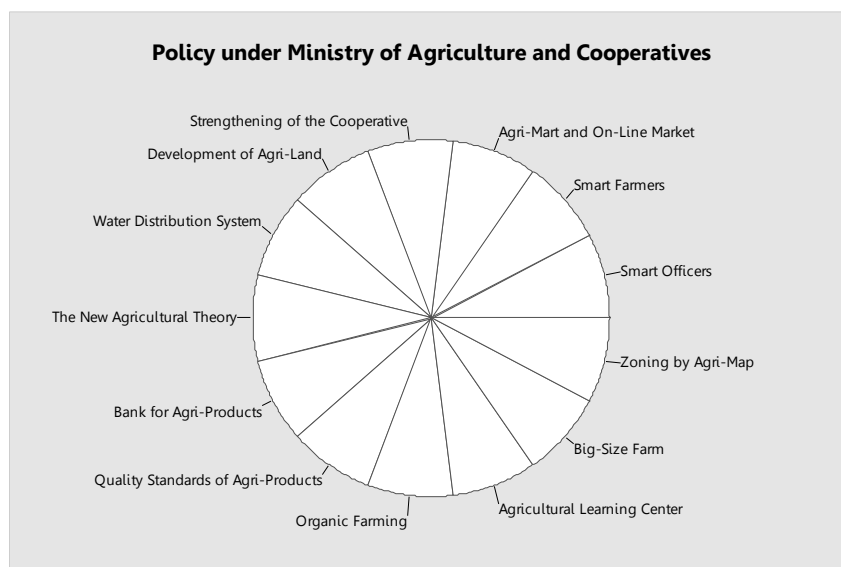 Policy under Ministry of Agriculture and Cooperatives
Strengthening of the Cooperative
Agri-Mart and On-Line Market
Development of Agri-Land
Smart Farmers
Water Distribution System
Smart Officers
The New Agricultural Theory
Zoning by Agri-Map
Bank for Agri-Products
Big-Size Farm
Quality Standards of Agri-Products
Agricultural Learning Center
Organic Farming